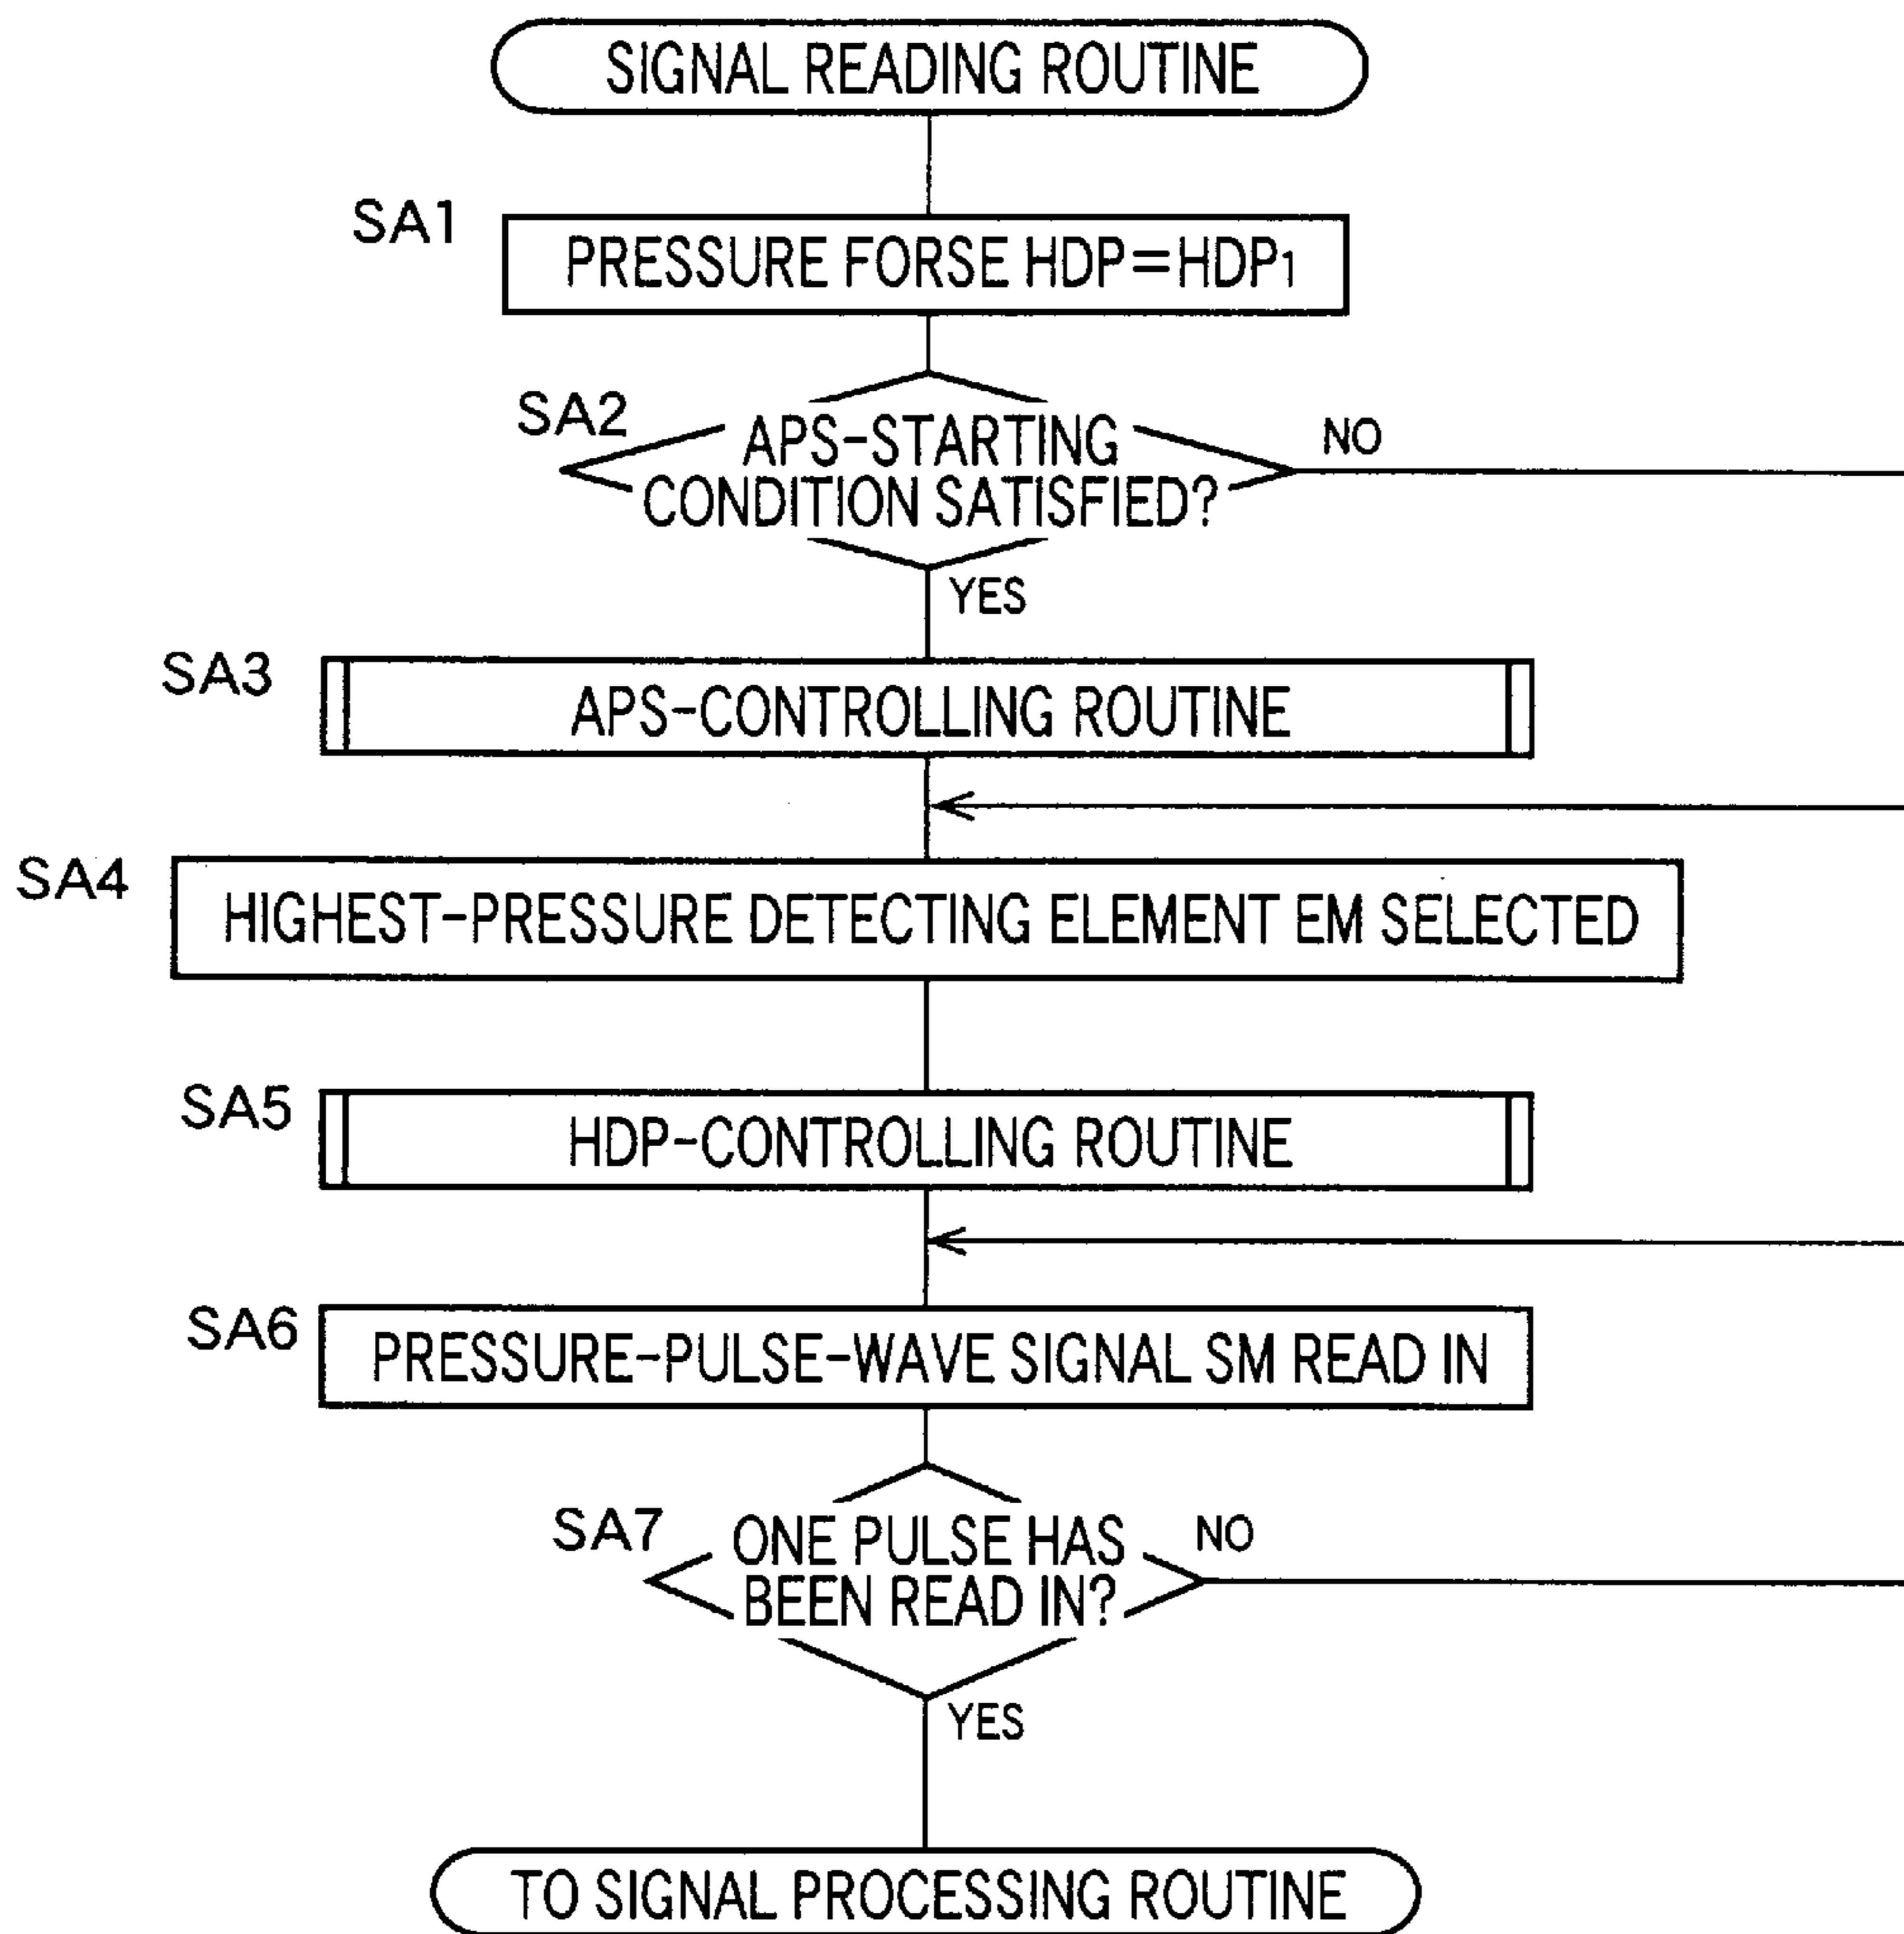 SIGNAL READING ROUTINE
SA1
PRESSURE FORSE HDP=HDP1
SA2
APS-STARTING
CONDITION SATISFIED?
NO
YES
SA3
APS-CONTROLLING ROUTINE
SA4
HIGHEST-PRESSURE DETECTING ELEMENT EM SELECTED
SA5
HDP-CONTROLLING ROUTINE
SA6
PRESSURE-PULSE-WAVE SIGNAL SM READ IN
SA7
ONE PULSE HAS
BEEN READ IN?
NO
YES
TO SIGNAL PROCESSING ROUTINE